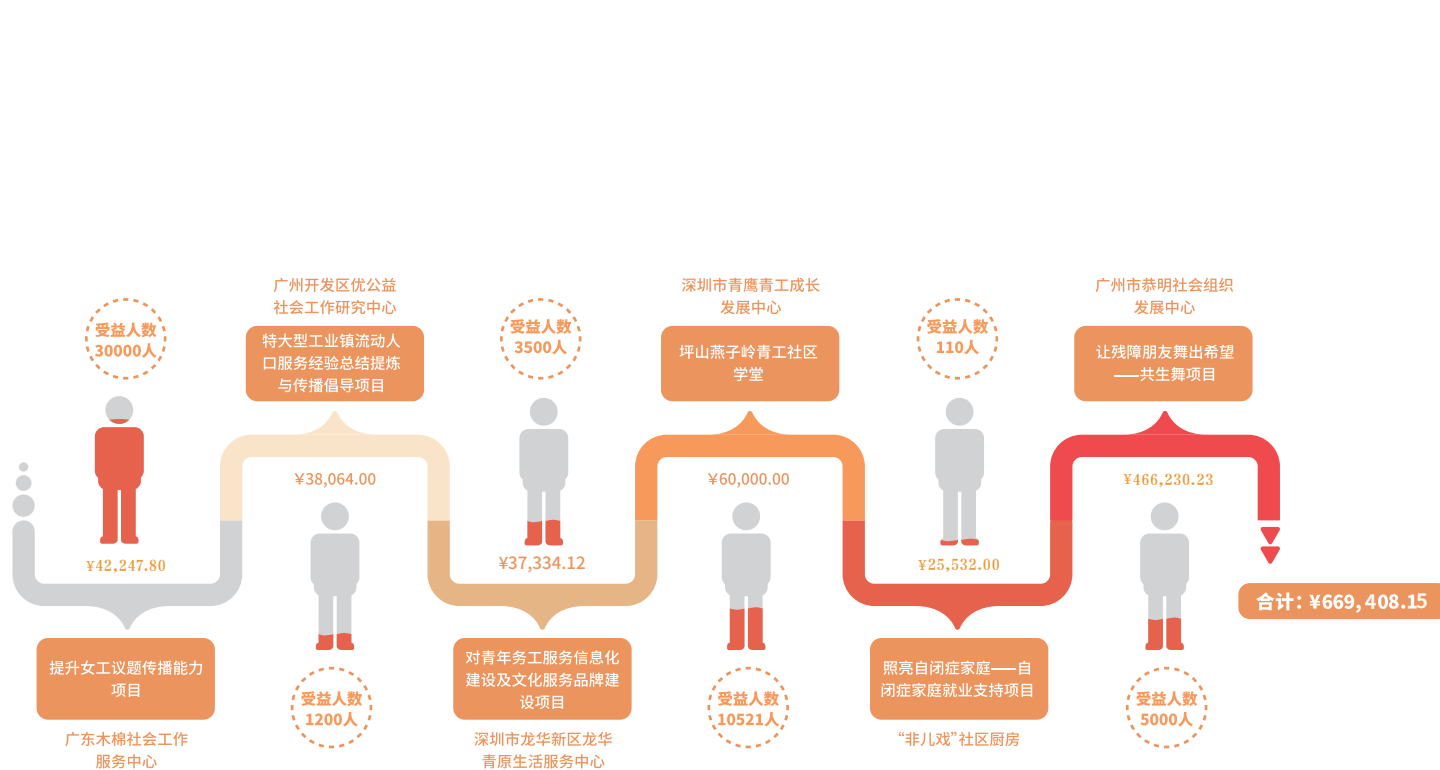 受益人数
30000人
¥42,247.80
提升女工议题传播能力
项目
广东木棉社会工作
服务中心
广州开发区优公益
社会工作研究中心
特大型工业镇流动人
口服务经验总结提炼
与传播倡导项目
¥38,064.00
受益人数
1200人
受益人数
3500人
¥37,334.12
对青年务工服务信息化
建设及文化服务品牌建
设项目
深圳市龙华新区龙华
青原生活服务中心
深圳市青鹰青工成长
发展中心
坪山燕子岭青工社区
学堂
¥60,000.00
受益人数
10521人
受益人数
110人
¥25,532.00
照亮自闭症家庭——自
闭症家庭就业支持项目
“非儿戏”社区厨房
广州市恭明社会组织
发展中心
让残障朋友舞出希望
——共生舞项目
¥466,230.23
受益人数
5000人
合计：¥669,408.15